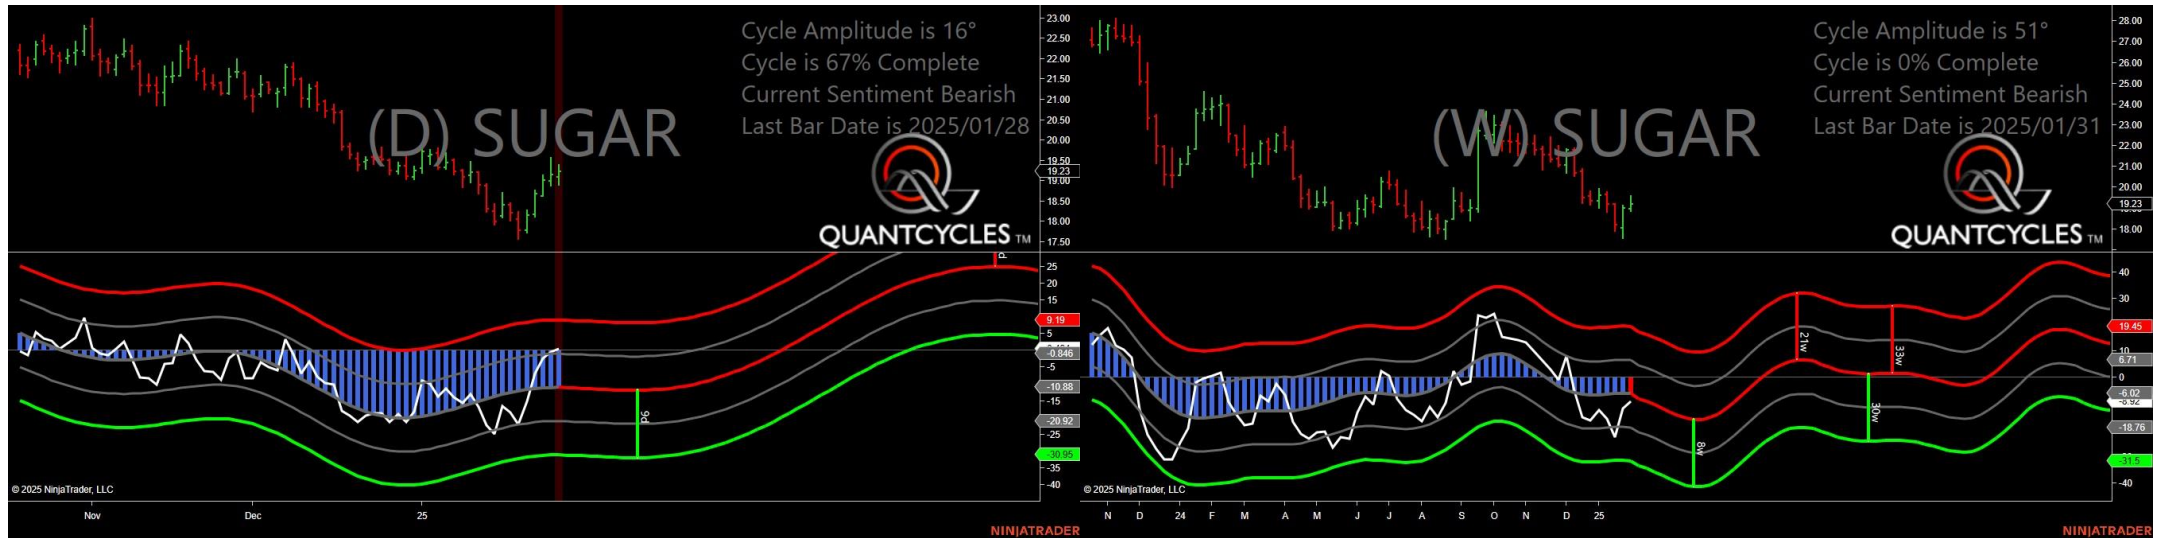 Cycle Amplitude is 16°
Cycle is 67% Complete
Current Sentiment Bearish
Last Bar Date is 2025/01/28
(D) SUGAR
QUANTCYCLES TM
23.00
22.50
22.00
21.50
21.00
20.50
20.00
19.50
19.23
19.00
18.50
18.00
17.50
25
20
15
9.19
5
-0.846
-5
-10.88
-15
-20.92
-25
-30.95
-35
-40
9d
© 2025 NinjaTrader, LLC
Nov
Dec
25
NINJATRADER
Cycle Amplitude is 51°
Cycle is 0% Complete
Current Sentiment Bearish
Last Bar Date is 2025/01/31
(W) SUGAR
QUANTCYCLES TM
28.00
27.00
26.00
25.00
24.00
23.00
22.00
21.00
20.00
19.23
18.00
40
30
19.45
10
6.71
0
-6.02
-8.92
-18.76
-31.5
-40
21w
33w
30w
8w
© 2025 NinjaTrader, LLC
N D 24 F M A M J J A S O N D 25
NINJATRADER